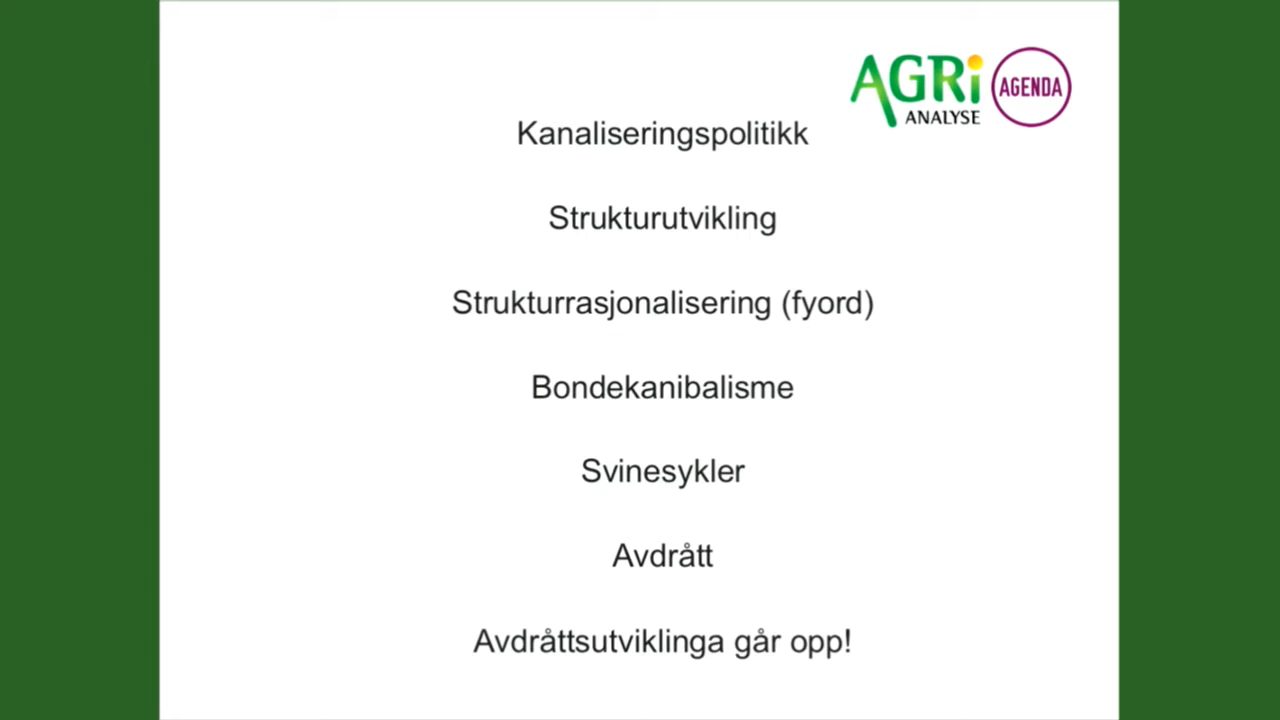 AGRi
ANALYSE
AGENDA
Kanaliseringspolitikk
Strukturutvikling
Strukturrasjonalisering (fyord)
Bondekanibalisme
Svinesykler
Avdrått
Avdråttsutviklinga går opp!